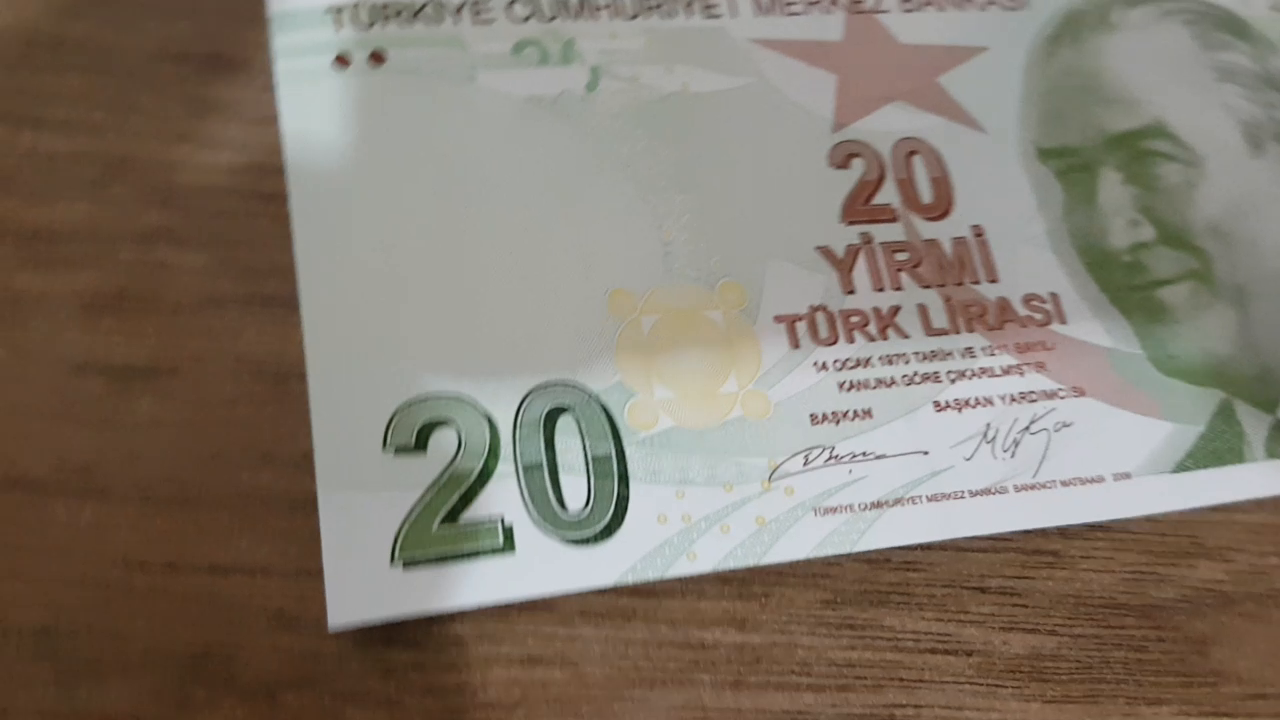 TÜRKİYE CUMHURİYET MERKEZ BANKASI
20
YİRMİ
TÜRK LİRASI
14 OCAK 1970 TARİH VE 1211 SAYILI
KANUNA GÖRE ÇIKARILMIŞTIR
BAŞKAN BAŞKAN YARDIMCISI
20
TÜRKİYE CUMHURİYET MERKEZ BANKASI BANKNOT MATBAASI 2009